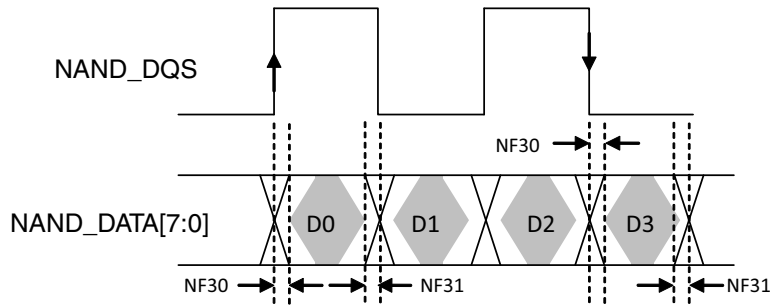 NAND_DQS
NF30
NAND_DATA[7:0] D0 D1 D2 D3
NF30 NF31 NF31